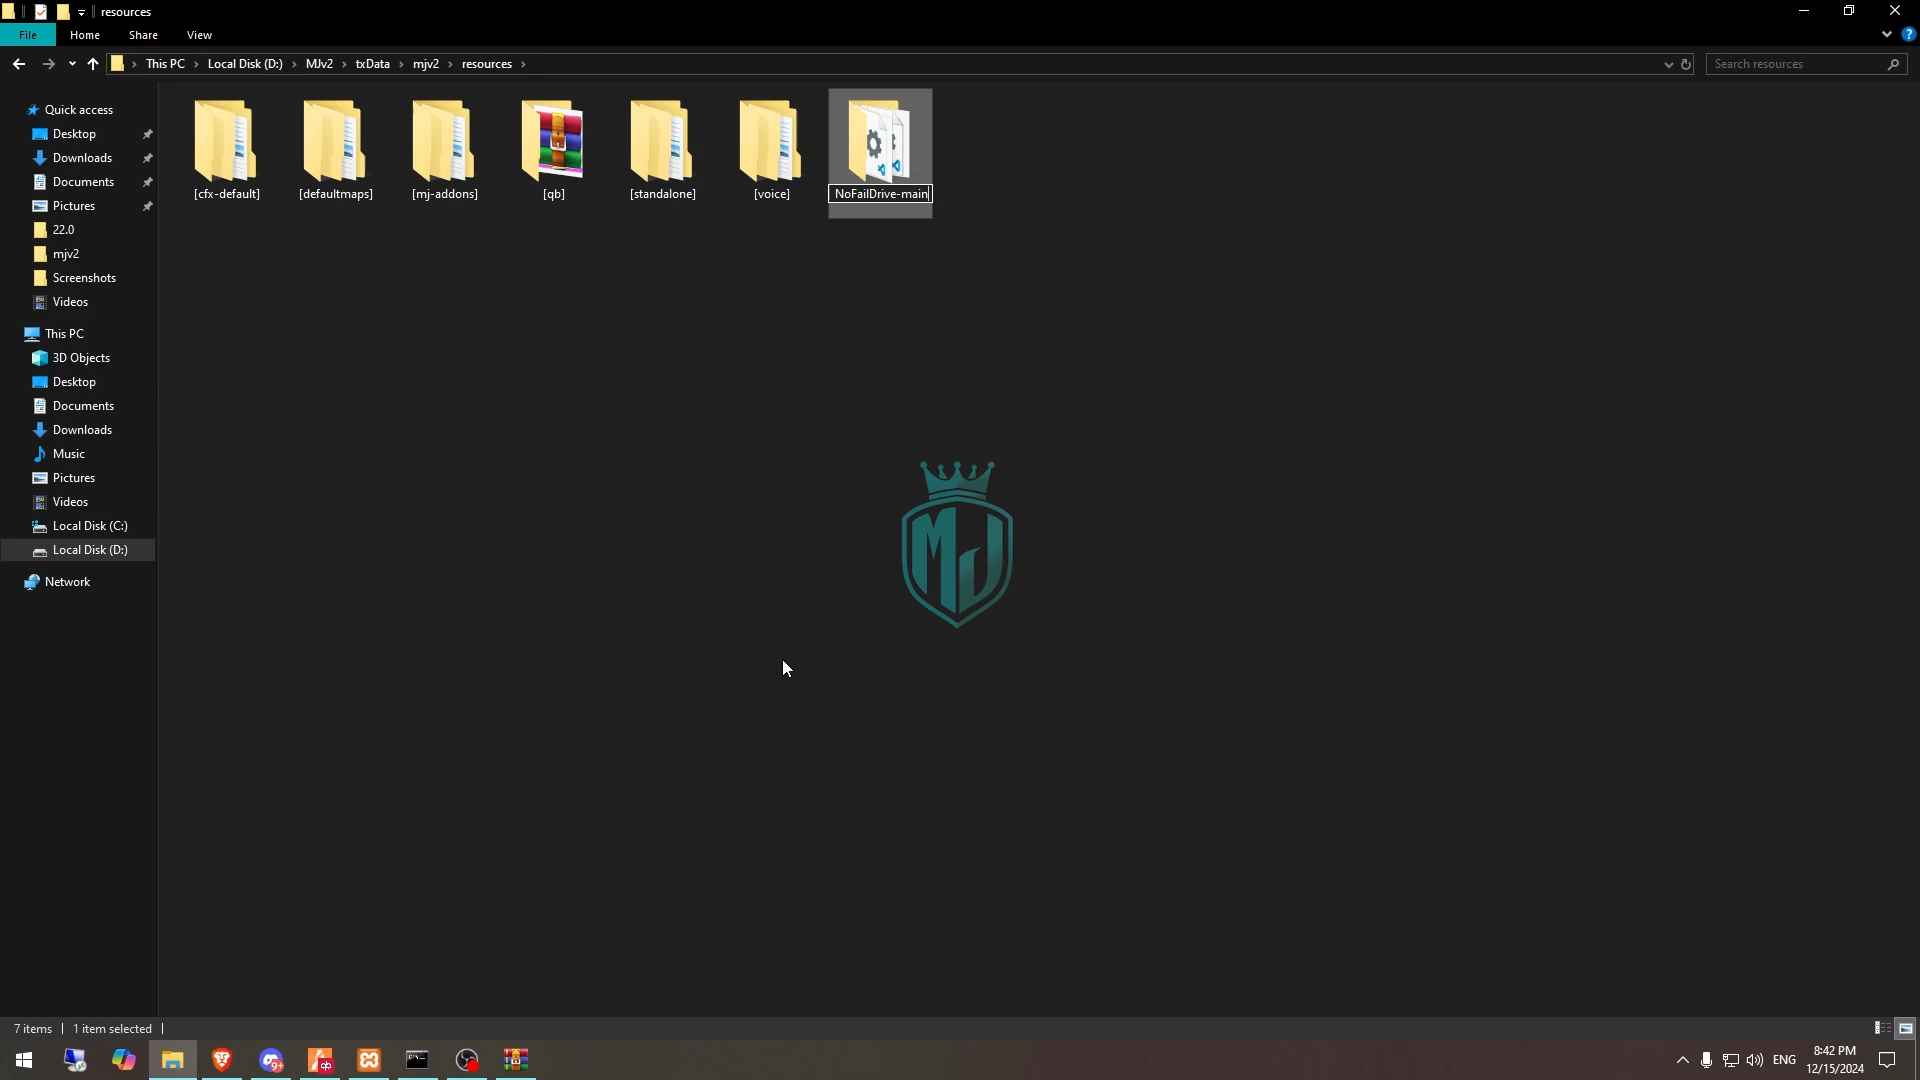 resources
File
Home
Share
View
This PC
Local Disk (D:)
MJv2
txData
mjv2
resources
Search resources
Quick access
Desktop
Downloads
Documents
Pictures
22.0
mjv2
Screenshots
Videos
This PC
3D Objects
Desktop
Documents
Downloads
Music
Pictures
Videos
Local Disk (C:)
Local Disk (D:)
Network
[cfx-default]
[defaultmaps]
[mj-addons]
[qb]
[standalone]
[voice]
NoFailDrive-main
MJ
7 items
1 item selected
9+
ENG
8:42 PM
12/15/2024